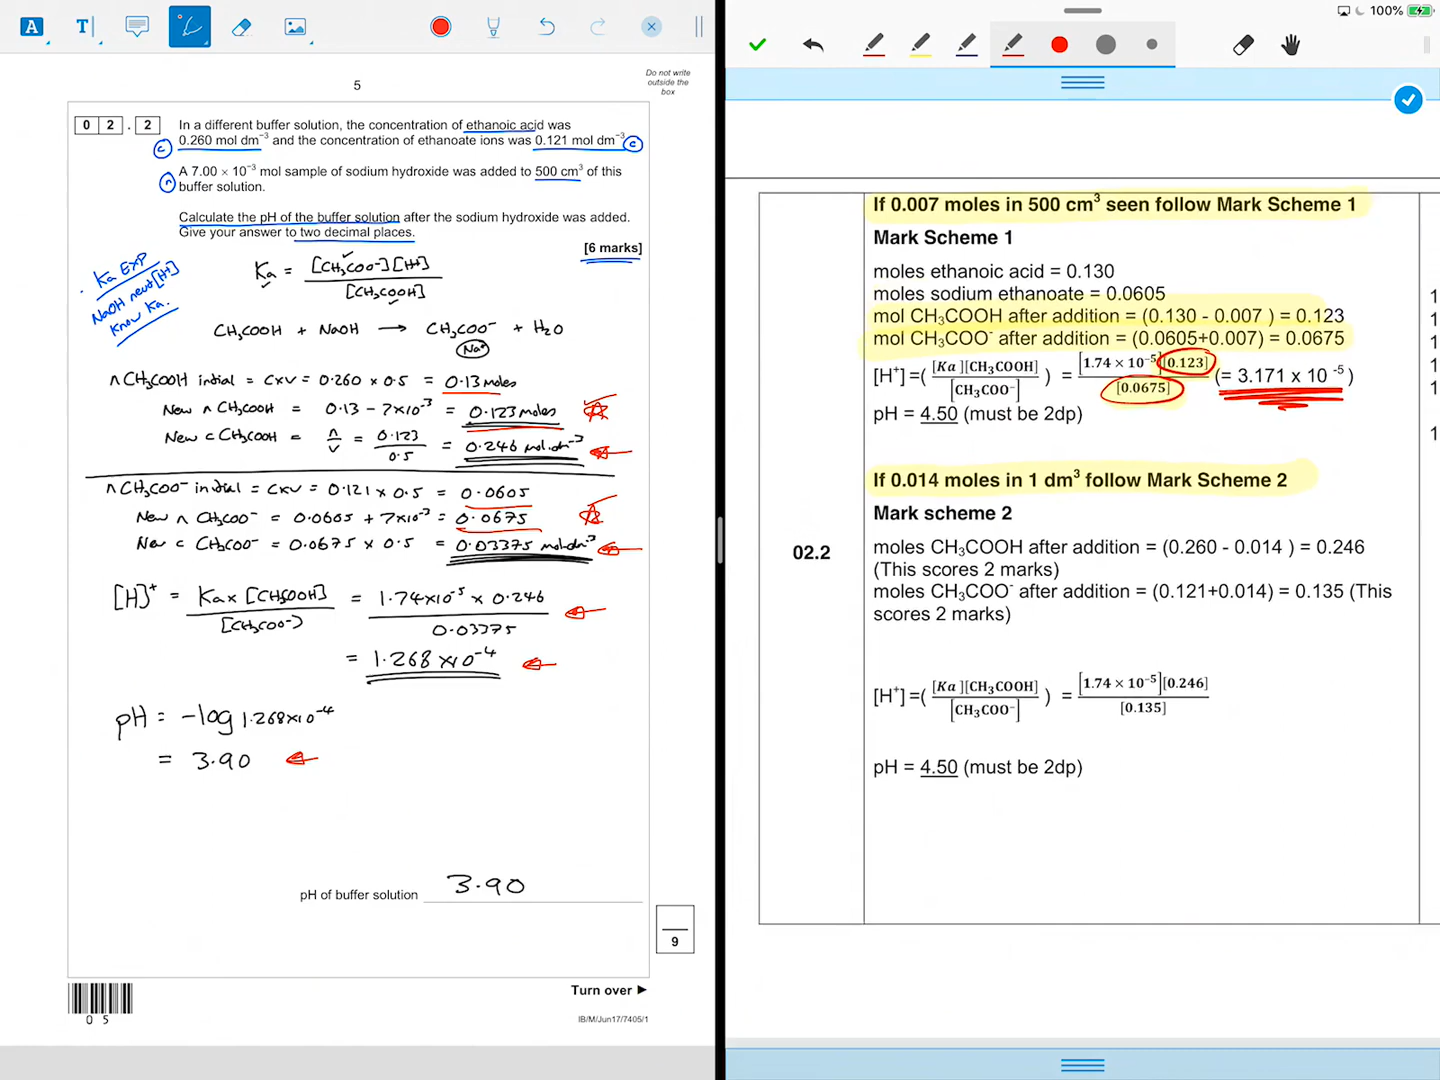 100%
A
T
5
Do not write
outside the
box
0 2 . 2
In a different buffer solution, the concentration of ethanoic acid was
0.260 mol dm⁻³ and the concentration of ethanoate ions was 0.121 mol dm⁻³
c
c
A 7.00 × 10⁻³ mol sample of sodium hydroxide was added to 500 cm³ of this
buffer solution.
n
Calculate the pH of the buffer solution after the sodium hydroxide was added.
Give your answer to two decimal places.
[6 marks]
Ka EXP
NaOH neut [H+]
Know Ka.
Ka = [CH₃COO⁻][H+] / [CH₃COOH]
CH₃COOH + NaOH → CH₃COO⁻ + H₂O
Na⁺
n CH₃COOH initial = c×v = 0.260 × 0.5 = 0.13 moles
New n CH₃COOH = 0.13 - 7×10⁻³ = 0.123 moles
New c CH₃COOH = n/v = 0.123/0.5 = 0.246 mol.dm⁻³
n CH₃COO⁻ initial = c×v = 0.121 × 0.5 = 0.0605
New n CH₃COO⁻ = 0.0605 + 7×10⁻³ = 0.0675
New c CH₃COO⁻ = 0.0675 × 0.5 = 0.03375 mol.dm⁻³
[H]⁺ = Ka × [CH₃COOH] / [CH₃COO⁻] = 1.74×10⁻⁵ × 0.246 / 0.03375
= 1.268 ×10⁻⁴
pH = -log 1.268×10⁻⁴
= 3.90
pH of buffer solution 3.90
9
Turn over ►
0 5
IB/M/Jun17/7405/1
If 0.007 moles in 500 cm³ seen follow Mark Scheme 1
Mark Scheme 1
moles ethanoic acid = 0.130
moles sodium ethanoate = 0.0605
mol CH₃COOH after addition = (0.130 - 0.007 ) = 0.123
mol CH₃COO⁻ after addition = (0.0605+0.007) = 0.0675
[H⁺] =( [Ka ][CH₃COOH] / [CH₃COO⁻] ) = [1.74 × 10⁻⁵][0.123] / [0.0675] (= 3.171 x 10 ⁻⁵ )
pH = 4.50 (must be 2dp)
1
1
1
1
1
If 0.014 moles in 1 dm³ follow Mark Scheme 2
Mark scheme 2
02.2
moles CH₃COOH after addition = (0.260 - 0.014 ) = 0.246
(This scores 2 marks)
moles CH₃COO⁻ after addition = (0.121+0.014) = 0.135 (This
scores 2 marks)
[H⁺] =( [Ka ][CH₃COOH] / [CH₃COO⁻] ) = [1.74 × 10⁻⁵][0.246] / [0.135]
pH = 4.50 (must be 2dp)